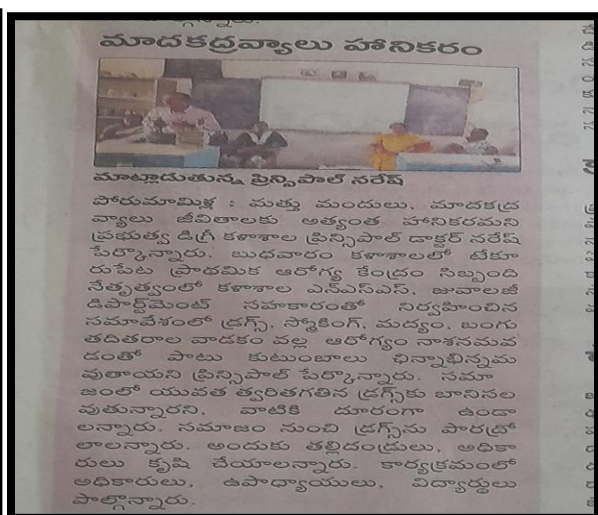 మాదకద్రవ్యాలు హానికరం
మాట్లాడుతున్న ప్రిన్సిపాల్ నరేష్
పోరుమామిళ్ల : మత్తు మందులు, మాదకద్ర
వ్యాలు జీవితాలకు అత్యంత హానికరమని
ప్రభుత్వ డిగ్రీ కళాశాల ప్రిన్సిపాల్ డాక్టర్ నరేష్
పేర్కొన్నారు. బుధవారం కళాశాలలో టేకూ
రుపేట ప్రాథమిక ఆరోగ్య కేంద్రం సిబ్బంది
నేతృత్వంలో కళాశాల ఎన్ఎస్ఎస్, జువాలజీ
డిపార్ట్‌మెంట్ సహకారంతో నిర్వహించిన
సమావేశంలో డ్రగ్స్, స్మోకింగ్, మద్యం, బంగు
తదితరాల వాడకం వల్ల ఆరోగ్యం నాశనమవ
డంతో పాటు కుటుంబాలు ఛిన్నాభిన్నమ
వుతాయని ప్రిన్సిపాల్ పేర్కొన్నారు. సమా
జంలో యువత త్వరితగతిన డ్రగ్స్‌కు బానిసల
వుతున్నారని, వాటికి దూరంగా ఉండా
లన్నారు. సమాజం నుంచి డ్రగ్స్‌ను పారద్రో
లాలన్నారు. అందుకు తల్లిదండ్రులు, అధికా
రులు కృషి చేయాలన్నారు. కార్యక్రమంలో
అధికారులు, ఉపాధ్యాయులు, విద్యార్థులు
పాల్గొన్నారు.